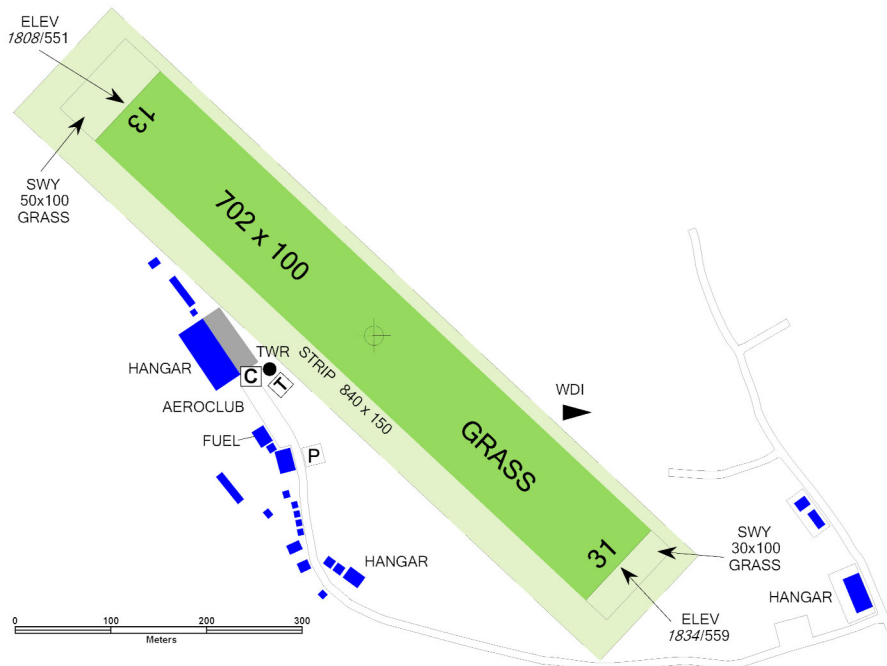 ELEV
1808/551
13
SWY
50x100
GRASS
702 x 100
HANGAR
TWR
C
T
STRIP 840 x 150
WDI
AEROCLUB
FUEL
P
GRASS
31
SWY
30x100
GRASS
HANGAR
HANGAR
ELEV
1834/559
0 100 200 300
Meters